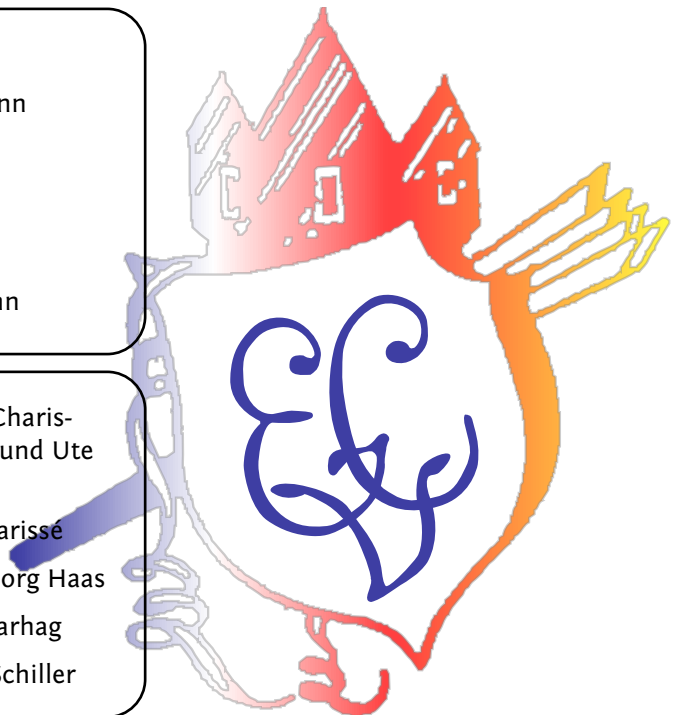 nn
nn
Charis-
und Ute
arissé
org Haas
arhag
Schiller